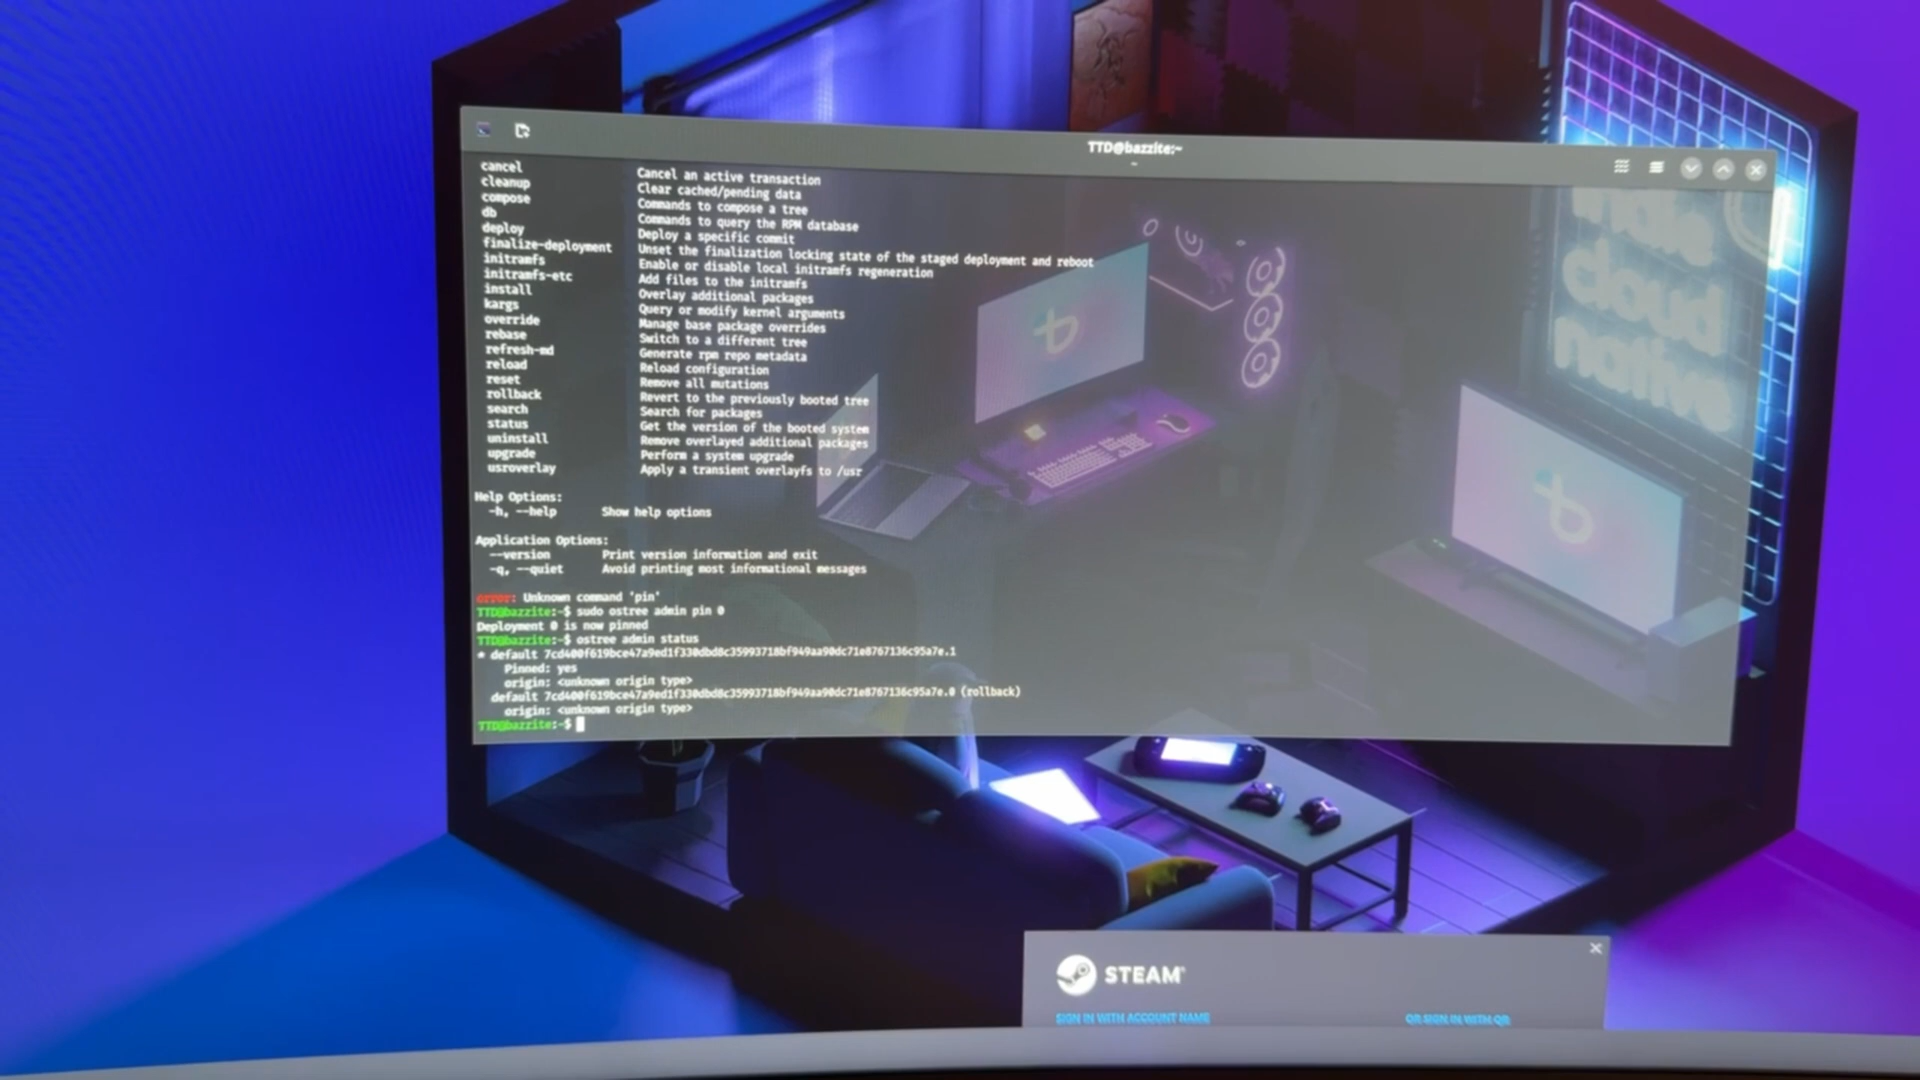 TTD@bazzite:~
~
cancel Cancel an active transaction
cleanup Clear cached/pending data
compose Commands to compose a tree
db Commands to query the RPM database
deploy Deploy a specific commit
finalize-deployment Unset the finalization locking state of the staged deployment and reboot
initramfs Enable or disable local initramfs regeneration
initramfs-etc Add files to the initramfs
install Overlay additional packages
kargs Query or modify kernel arguments
override Manage base package overrides
rebase Switch to a different tree
refresh-md Generate rpm repo metadata
reload Reload configuration
reset Remove all mutations
rollback Revert to the previously booted tree
search Search for packages
status Get the version of the booted system
uninstall Remove overlayed additional packages
upgrade Perform a system upgrade
usroverlay Apply a transient overlayfs to /usr
Help Options:
-h, --help Show help options
Application Options:
--version Print version information and exit
-q, --quiet Avoid printing most informational messages
error: Unknown command 'pin'
TTD@bazzite:~$ sudo ostree admin pin 0
Deployment 0 is now pinned
TTD@bazzite:~$ ostree admin status
* default 7cd400f619bce47a9ed1f330dbd8c35993718bf949aa90dc71e8767136c95a7e.1
Pinned: yes
origin: <unknown origin type>
default 7cd400f619bce47a9ed1f330dbd8c35993718bf949aa90dc71e8767136c95a7e.0 (rollback)
origin: <unknown origin type>
TTD@bazzite:~$
cloud
native
STEAM
SIGN IN WITH ACCOUNT NAME
OR SIGN IN WITH QR